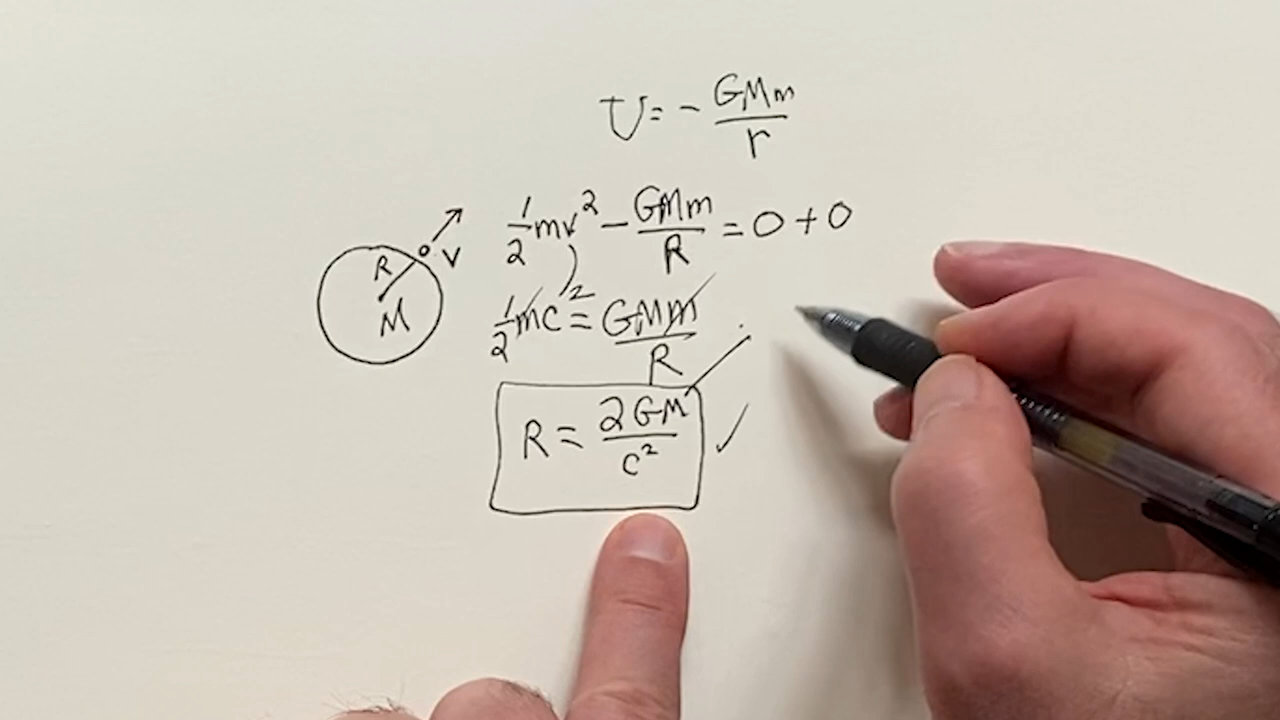 U = - GMm/r
1/2 mv² - GMm/R = 0 + 0
R
V
M
1/2 mc² = GMm/R
R = 2GM/c²